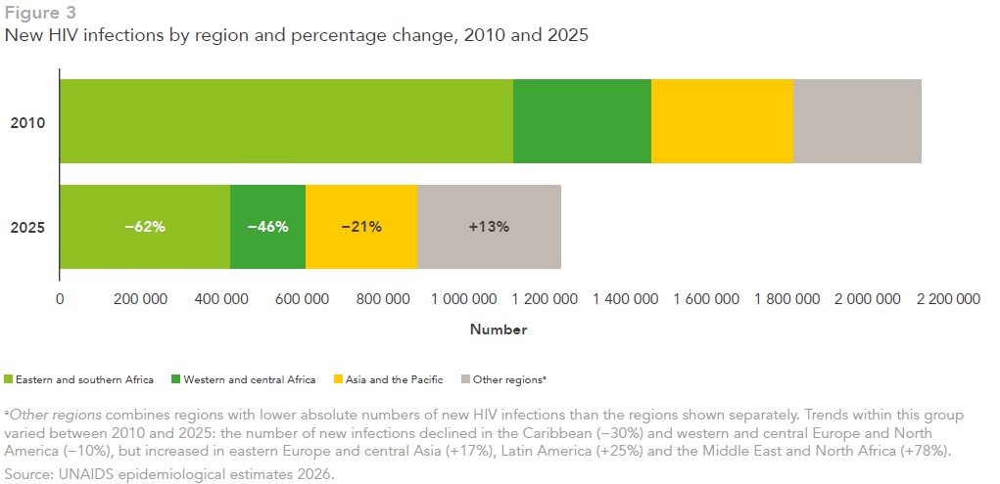 Figure 3
New HIV infections by region and percentage change, 2010 and 2025
2010
2025
−62%
−46%
−21%
+13%
0
200 000
400 000
600 000
800 000
1 000 000
1 200 000
1 400 000
1 600 000
1 800 000
2 000 000
2 200 000
Number
Eastern and southern Africa
Western and central Africa
Asia and the Pacific
Other regionsᵃ
ᵃOther regions combines regions with lower absolute numbers of new HIV infections than the regions shown separately. Trends within this group
varied between 2010 and 2025: the number of new infections declined in the Caribbean (−30%) and western and central Europe and North
America (−10%), but increased in eastern Europe and central Asia (+17%), Latin America (+25%) and the Middle East and North Africa (+78%).
Source: UNAIDS epidemiological estimates 2026.